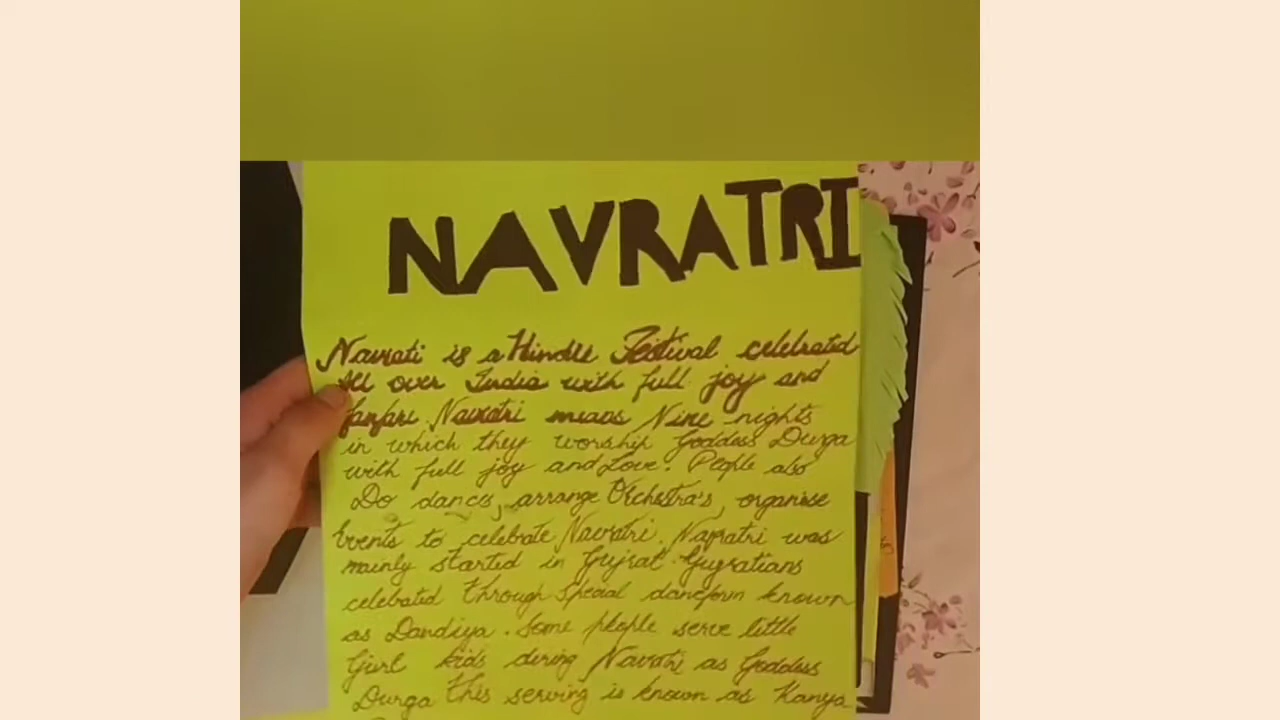 NAVRATRI
Navrati is a Hindu Festival celebrated
All over India with full joy and
fanfari. Navratri means Nine nights
in which they worship Goddess Durga
with full joy and Love. People also
Do dances, arrange Orchestra's, organise
Events to celebrate Navratri. Navratri was
mainly started in Gujrat. Gujratians
celebrated through special danceform known
as Dandiya. Some people serve little
Girl kids dering Navratri as Goddess
Durga this serving is known as Kanya